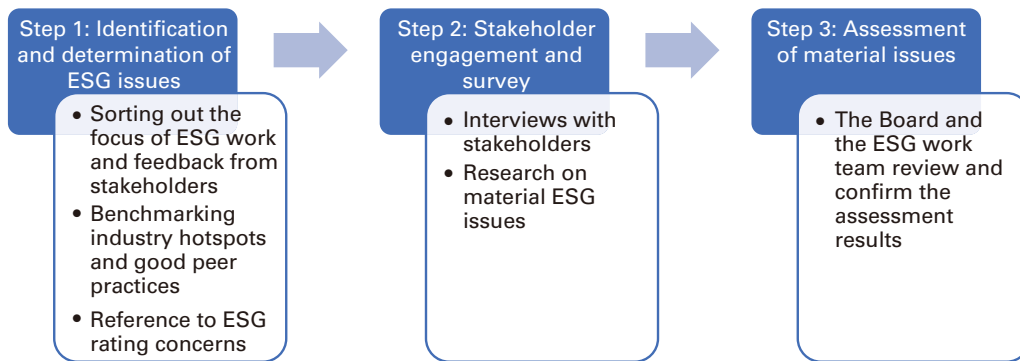 Step 1: Identification
and determination of
ESG issues
• Sorting out the
focus of ESG work
and feedback from
stakeholders
• Benchmarking
industry hotspots
and good peer
practices
• Reference to ESG
rating concerns
Step 2: Stakeholder
engagement and
survey
• Interviews with
stakeholders
• Research on
material ESG
issues
Step 3: Assessment
of material issues
• The Board and
the ESG work
team review and
confirm the
assessment
results